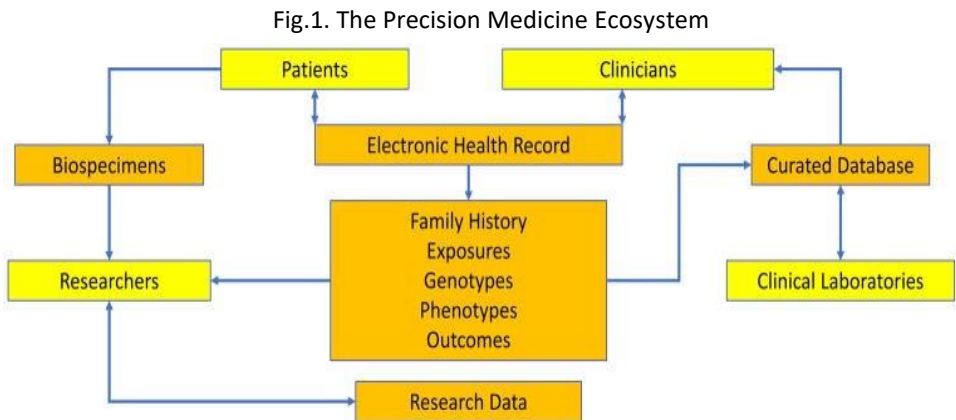 Fig.1. The Precision Medicine Ecosystem
Patients
Clinicians
Electronic Health Record
Biospecimens
Curated Database
Family History
Exposures
Genotypes
Phenotypes
Outcomes
Researchers
Clinical Laboratories
Research Data